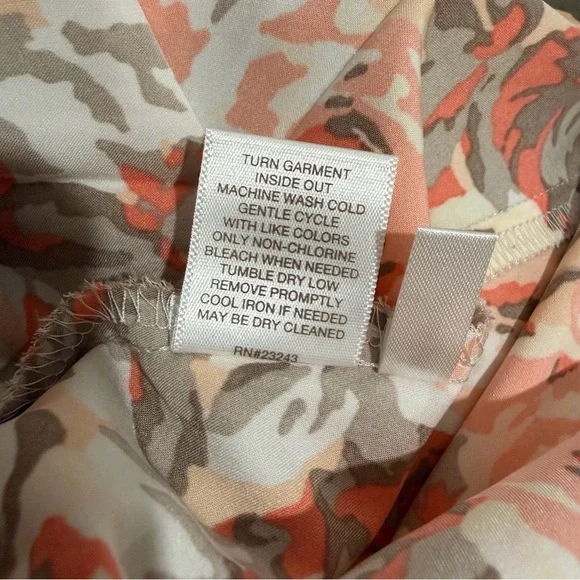 TURN GARMENT
INSIDE OUT
MACHINE WASH COLD
GENTLE CYCLE
WITH LIKE COLORS
ONLY NON-CHLORINE
BLEACH WHEN NEEDED
TUMBLE DRY LOW
REMOVE PROMPTLY
COOL IRON IF NEEDED
MAY BE DRY CLEANED
RN#23243